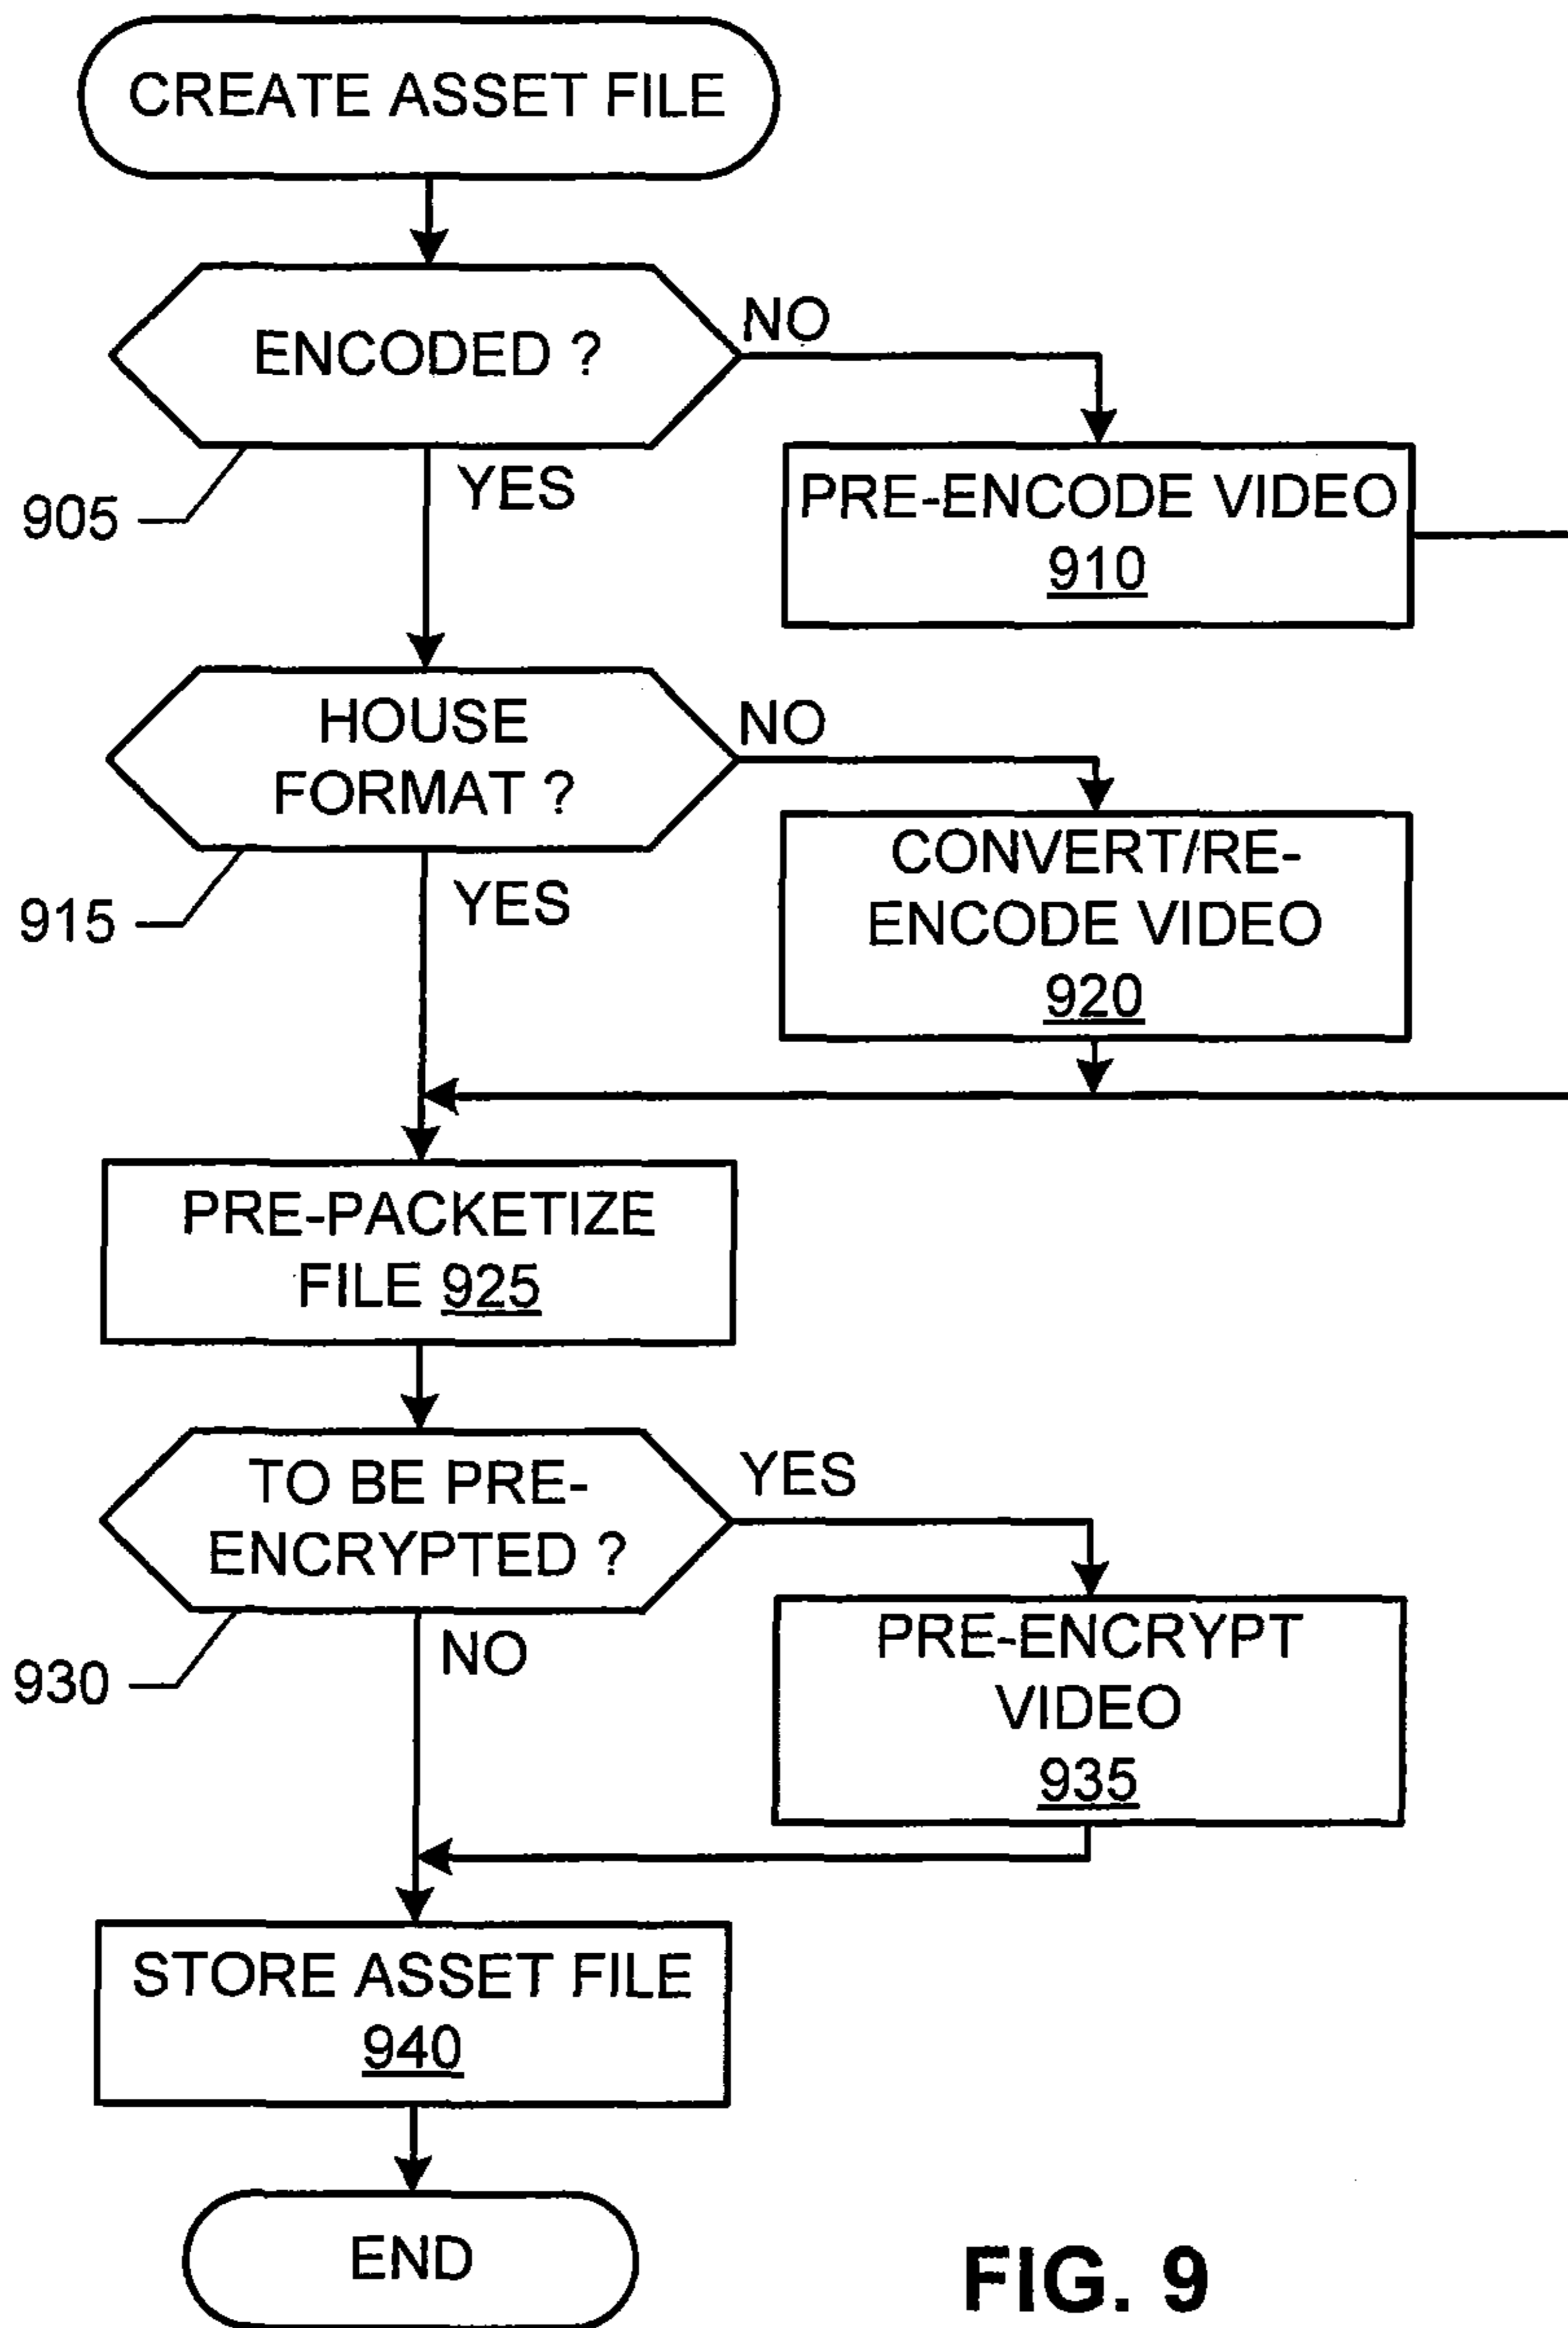 CREATE ASSET FILE
ENCODED ?
NO
YES
905
PRE-ENCODE VIDEO
910
HOUSE
FORMAT ?
NO
YES
915
CONVERT/RE-
ENCODE VIDEO
920
PRE-PACKETIZE
FILE 925
TO BE PRE-
ENCRYPTED ?
YES
NO
930
PRE-ENCRYPT
VIDEO
935
STORE ASSET FILE
940
END
FIG. 9